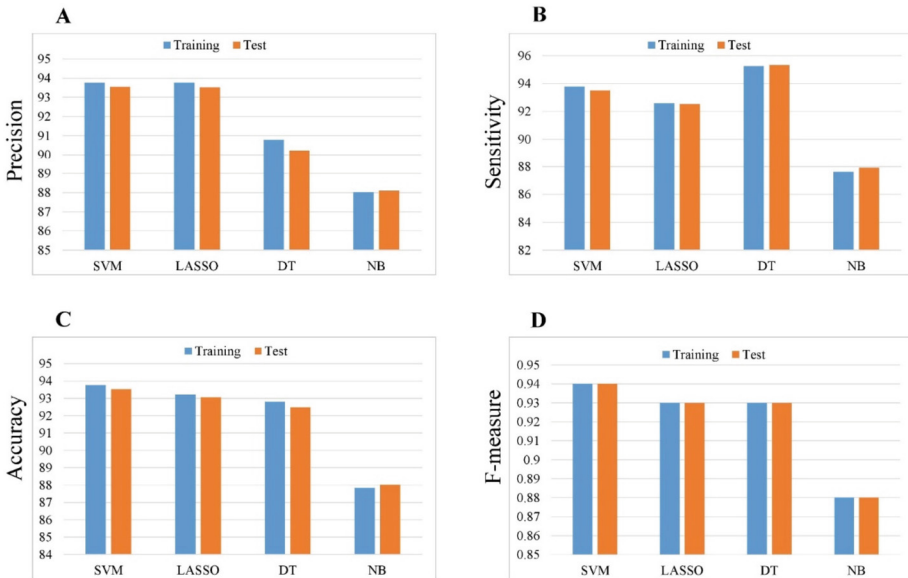 A
Training Test
95
94
93
92
91
90
89
88
87
86
85
Precision
SVM LASSO DT NB
B
Training Test
96
94
92
90
88
86
84
82
Sensitivity
SVM LASSO DT NB
C
Training Test
95
94
93
92
91
90
89
88
87
86
85
84
Accuracy
SVM LASSO DT NB
D
Training Test
0.95
0.94
0.93
0.92
0.91
0.9
0.89
0.88
0.87
0.86
0.85
F-measure
SVM LASSO DT NB